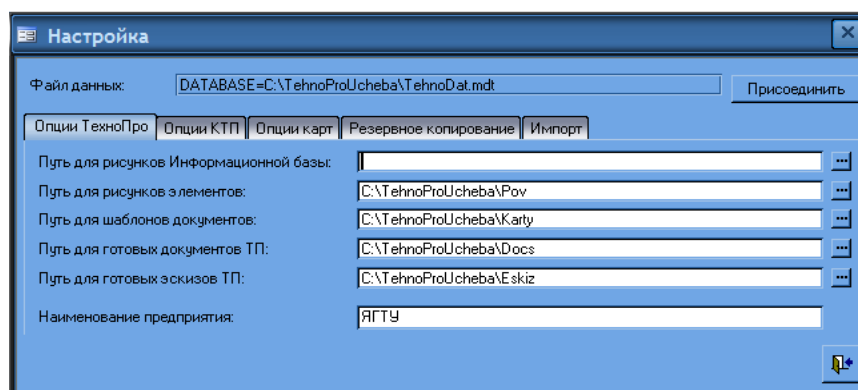 Настройка
Файл данных: DATABASE=C:\TehnoProUcheba\TehnoDat.mdt Присоединить
Опции ТехноПро Опции КТП Опции карт Резервное копирование Импорт
Путь для рисунков Информационной базы: ...
Путь для рисунков элементов: C:\TehnoProUcheba\Pov ...
Путь для шаблонов документов: C:\TehnoProUcheba\Karty ...
Путь для готовых документов ТП: C:\TehnoProUcheba\Docs ...
Путь для готовых эскизов ТП: C:\TehnoProUcheba\Eskiz ...
Наименование предприятия: ЯГТУ